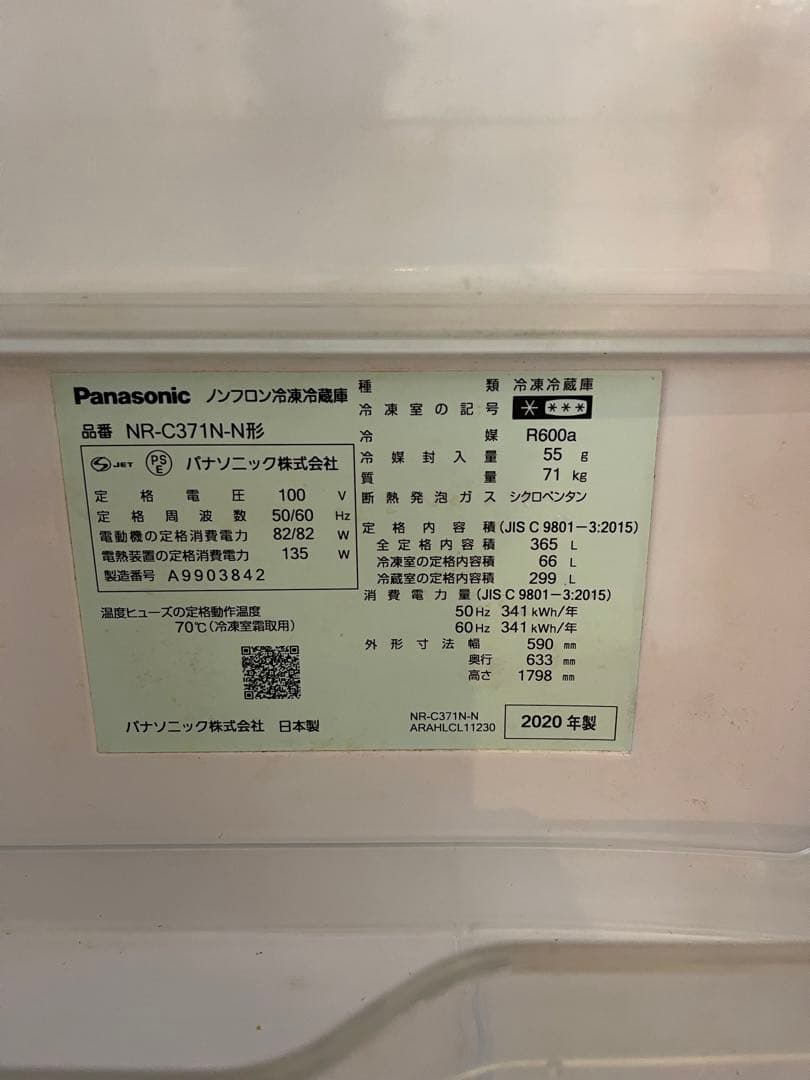 Panasonic ノンフロン冷凍冷蔵庫
品番 NR-C371N-N形
S JET PSE パナソニック株式会社
定格電圧 100 V
定格周波数 50/60 Hz
電動機の定格消費電力 82/82 W
電熱装置の定格消費電力 135 W
製造番号 A9903842
温度ヒューズの定格動作温度
70℃(冷凍室霜取用)
パナソニック株式会社 日本製
種類 冷凍冷蔵庫
冷凍室の記号 * ***
冷媒 R600a
冷媒封入量 55 g
質量 71 kg
断熱発泡ガス シクロペンタン
定格内容積(JIS C 9801-3:2015)
全定格内容積 365 L
冷凍室の定格内容積 66 L
冷蔵室の定格内容積 299 L
消費電力量(JIS C 9801-3:2015)
50Hz 341 kWh/年
60Hz 341 kWh/年
外形寸法 幅 590 mm
奥行 633 mm
高さ 1798 mm
NR-C371N-N
ARAHLCL11230
2020年製